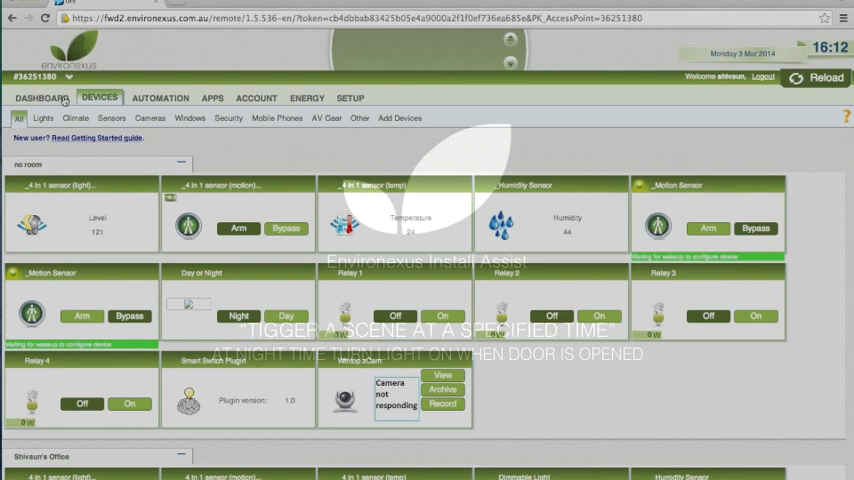 https://fwd2.environexus.com.au/remote/1.5.536-en/?token=cb4dbbab83425b05e4a9000a2f1f0ef736ea685e&PK_AccessPoint=36251380
environexus
Monday 3 Mar 2014 16:12
#36251380 Welcome shivaun, Logout Reload
DASHBOARD DEVICES AUTOMATION APPS ACCOUNT ENERGY SETUP
All Lights Climate Sensors Cameras Windows Security Mobile Phones AV Gear Other Add Devices ?
New user? Read Getting Started guide.
no room
_4 in 1 sensor (light)... _4 in 1 sensor (motion)... _4 in 1 sensor (temp) _Humidity Sensor _Motion Sensor
Level Temperature Humidity
121 Arm Bypass 24 44 Arm Bypass
Waiting for wakeup to configure device
Environexus Install Assist
_Motion Sensor Day or Night Relay 1 Relay 2 Relay 3
Arm Bypass Night Day Off On Off On Off On
0 W 0 W 0 W
"TIGGER A SCENE AT A SPECIFIED TIME"
Waiting for wakeup to configure device
AT NIGHT TIME TURN LIGHT ON WHEN DOOR IS OPENED
Relay 4 Smart Switch Plugin
View
Camera not responding
Archive
Off On Plugin version: 1.0 Record
0 W
Shivaun's Office
_4 in 1 sensor (light)... _4 in 1 sensor (motion)... _4 in 1 sensor (temp) Dimmable Light Humidity Sensor